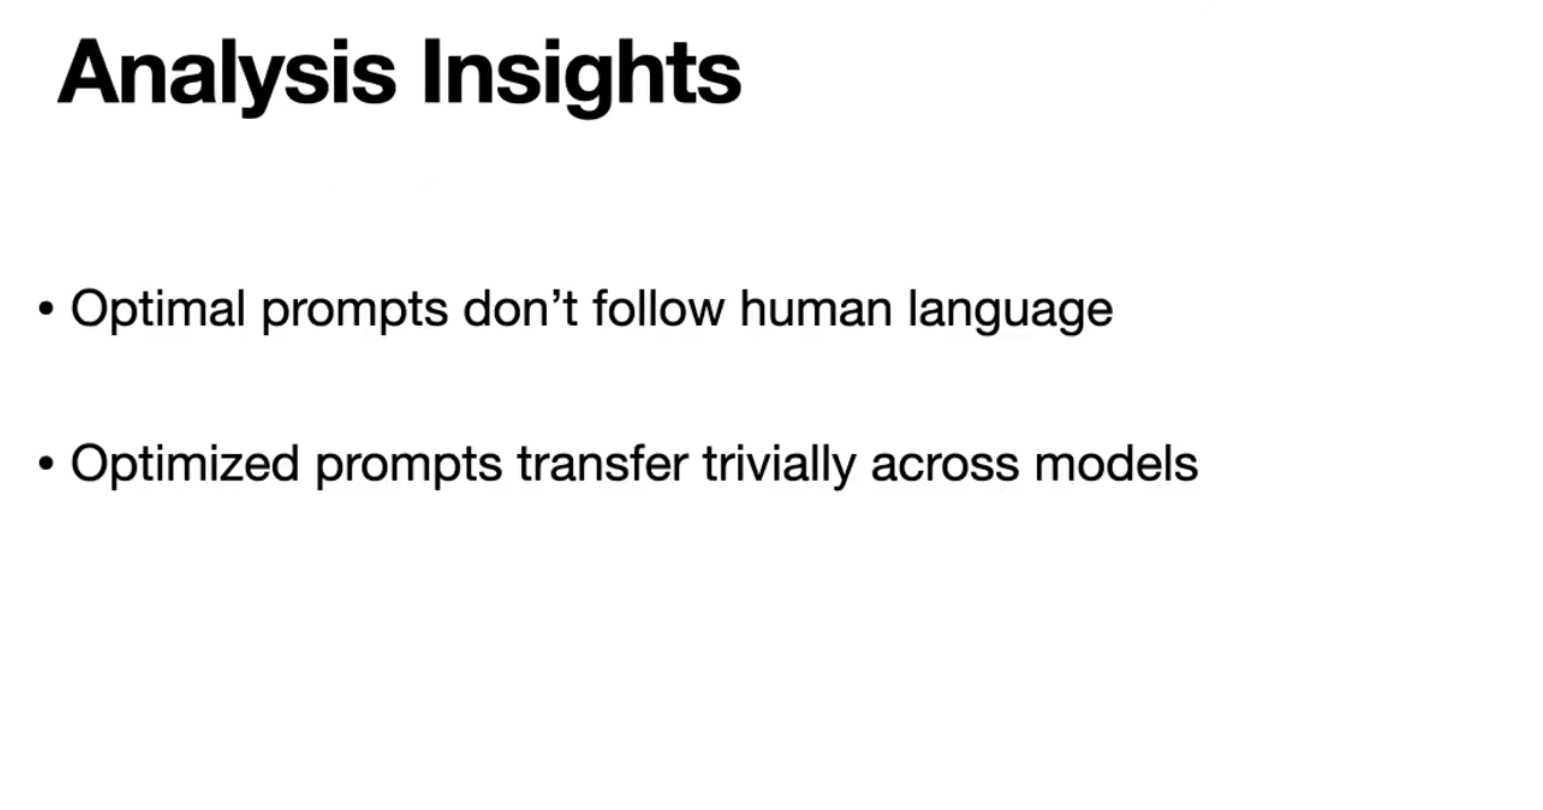 Analysis Insights
• Optimal prompts don’t follow human language
• Optimized prompts transfer trivially across models